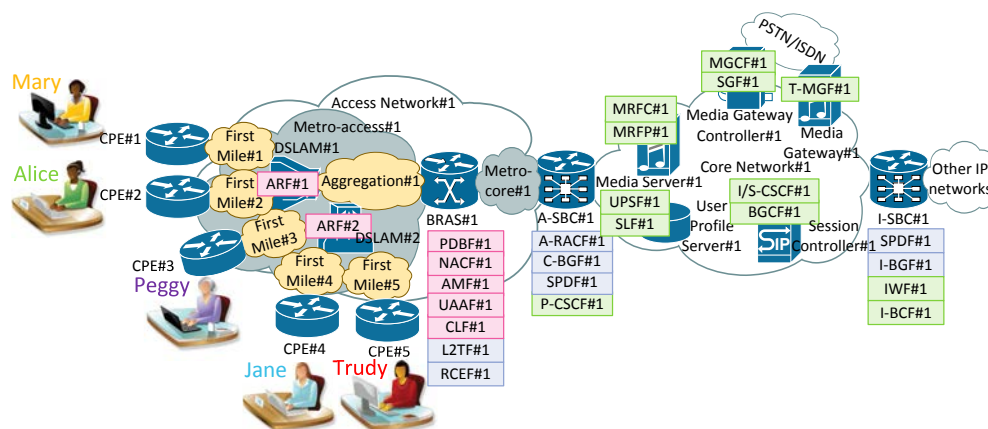 PSTN/ISDN
MGCF#1
SGF#1
T-MGF#1
Media Gateway
Controller#1
Media
Gateway#1
MRFC#1
MRFP#1
Media Server#1
Core Network#1
UPSF#1
SLF#1
User
Profile
Server#1
I/S-CSCF#1
BGCF#1
SIP
Session
Controller#1
Mary
CPE#1
Alice
CPE#2
CPE#3
Peggy
CPE#4
Jane
CPE#5
Trudy
Access Network#1
Metro-access#1
DSLAM#1
First
Mile#1
First
Mile#2
First
Mile#3
First
Mile#4
First
Mile#5
ARF#1
ARF#2
DSLAM#2
Aggregation#1
BRAS#1
PDBF#1
NACF#1
AMF#1
UAAF#1
CLF#1
L2TF#1
RCEF#1
Metro-
core#1
A-SBC#1
A-RACF#1
C-BGF#1
SPDF#1
P-CSCF#1
I-SBC#1
SPDF#1
I-BGF#1
IWF#1
I-BCF#1
Other IP
networks